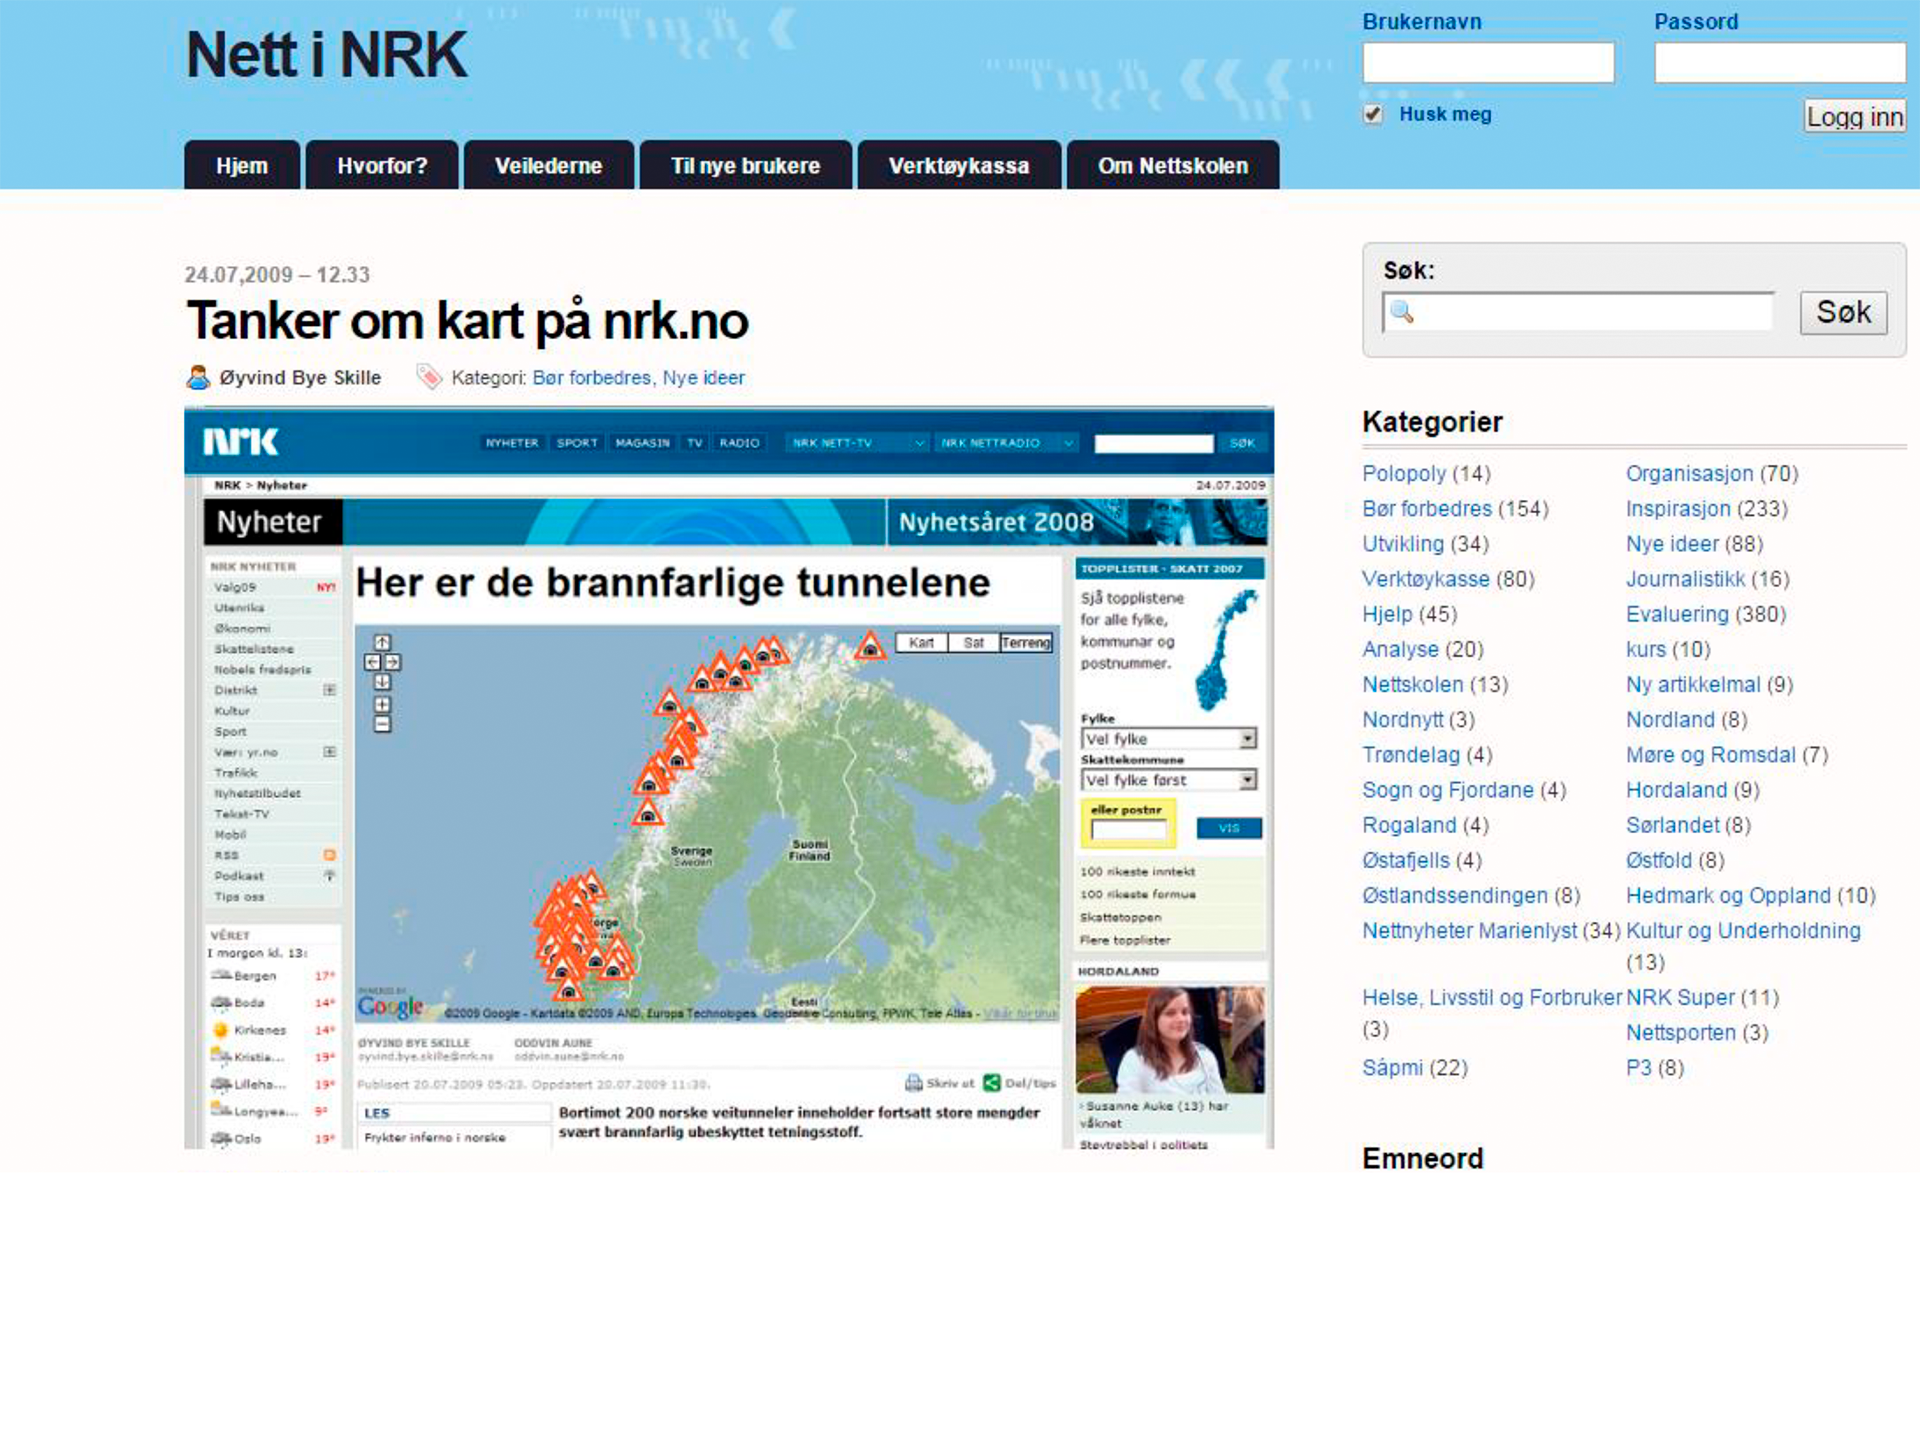 Nett i NRK
Brukernavn
Passord
Husk meg
Logg inn
Hjem
Hvorfor?
Veilederne
Til nye brukere
Verktøykassa
Om Nettskolen
24.07,2009 – 12.33
Tanker om kart på nrk.no
Øyvind Bye Skille
Kategori: Bør forbedres, Nye ideer
NRK
NYHETER
SPORT
MAGASIN
TV
RADIO
NRK NETT-TV
NRK NETTRADIO
SØK
NRK > Nyheter
24.07.2009
Nyheter
Nyhetsåret 2008
NRK NYHETER
Valg09 NY!
Utenriks
Økonomi
Skattelistene
Nobels fredspris
Distrikt
Kultur
Sport
Vær: yr.no
Trafikk
Nyhetstilbudet
Tekst-TV
Mobil
RSS
Podkast
Tips oss
VÊRET
I morgon kl. 13:
Bergen 17°
Bodø 14°
Kirkenes 14°
Kristia... 19°
Lilleha... 19°
Longyea... 9°
Oslo 19°
Her er de brannfarlige tunnelene
Kart
Sat
Terreng
Sverige
Sweden
Suomi
Finland
orge
Eesti
POWERED BY
Google
©2009 Google - Kartdata ©2009 AND, Europa Technologies, Geocentre Consulting, PPWK, Tele Atlas - Vilkår for bruk
ØYVIND BYE SKILLE
oyvind.bye.skille@nrk.no
ODDVIN AUNE
oddvin.aune@nrk.no
Publisert 20.07.2009 05:23. Oppdatert 20.07.2009 11:30.
Skriv ut
Del/tips
LES
Frykter inferno i norske
Bortimot 200 norske veitunneler inneholder fortsatt store mengder
svært brannfarlig ubeskyttet tetningsstoff.
TOPPLISTER - SKATT 2007
Sjå topplistene
for alle fylke,
kommunar og
postnummer.
Fylke
Vel fylke
Skattekommune
Vel fylke først
eller postnr
VIS
100 rikeste inntekt
100 rikeste formue
Skattetoppen
Flere topplister
HORDALAND
Susanne Auke (13) har
våknet
Støvtrøbbel i politiets
Søk:
Søk
Kategorier
Polopoly (14)
Organisasjon (70)
Bør forbedres (154)
Inspirasjon (233)
Utvikling (34)
Nye ideer (88)
Verktøykasse (80)
Journalistikk (16)
Hjelp (45)
Evaluering (380)
Analyse (20)
kurs (10)
Nettskolen (13)
Ny artikkelmal (9)
Nordnytt (3)
Nordland (8)
Trøndelag (4)
Møre og Romsdal (7)
Sogn og Fjordane (4)
Hordaland (9)
Rogaland (4)
Sørlandet (8)
Østafjells (4)
Østfold (8)
Østlandssendingen (8)
Hedmark og Oppland (10)
Nettnyheter Marienlyst (34)
Kultur og Underholdning
(13)
Helse, Livsstil og Forbruker
(3)
NRK Super (11)
Nettsporten (3)
Sápmi (22)
P3 (8)
Emneord